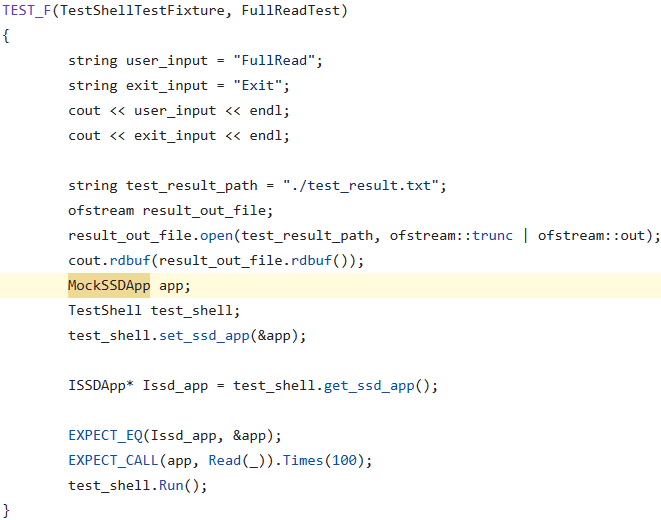 TEST_F(TestShellTestFixture, FullReadTest)
{
string user_input = "FullRead";
string exit_input = "Exit";
cout << user_input << endl;
cout << exit_input << endl;
string test_result_path = "./test_result.txt";
ofstream result_out_file;
result_out_file.open(test_result_path, ofstream::trunc | ofstream::out);
cout.rdbuf(result_out_file.rdbuf());
MockSSDApp app;
TestShell test_shell;
test_shell.set_ssd_app(&app);
ISSDApp* Issd_app = test_shell.get_ssd_app();
EXPECT_EQ(Issd_app, &app);
EXPECT_CALL(app, Read(_)).Times(100);
test_shell.Run();
}